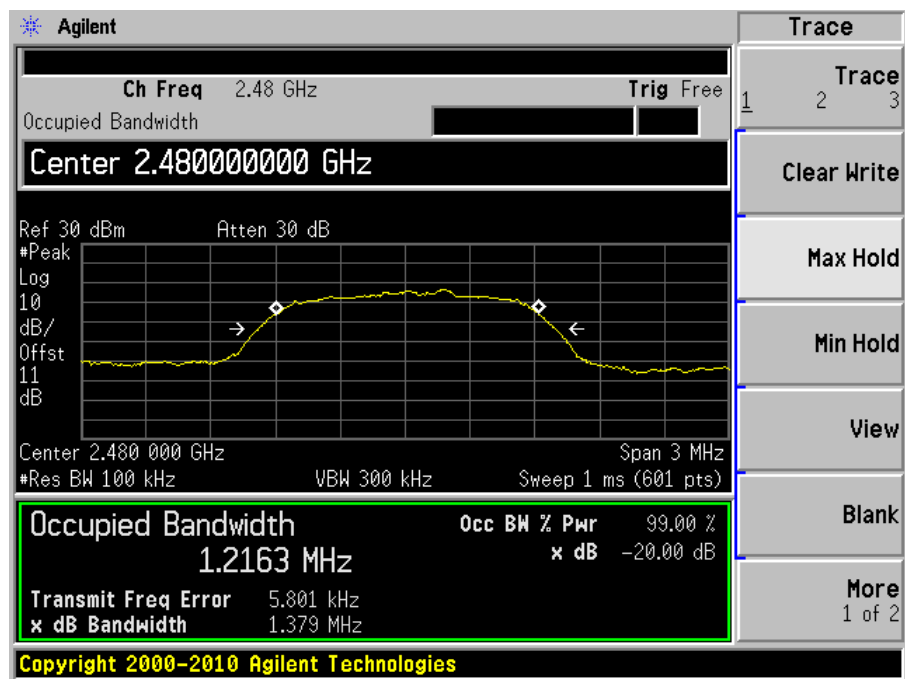 Agilent
Trace
Ch Freq 2.48 GHz Trig Free
Occupied Bandwidth
Center 2.480000000 GHz
Ref 30 dBm Atten 30 dB
#Peak
Log
10
dB/
Offst
11
dB
Center 2.480 000 GHz Span 3 MHz
#Res BW 100 kHz VBW 300 kHz Sweep 1 ms (601 pts)
Occupied Bandwidth
1.2163 MHz
Occ BW % Pwr 99.00 %
x dB -20.00 dB
Transmit Freq Error 5.801 kHz
x dB Bandwidth 1.379 MHz
Copyright 2000-2010 Agilent Technologies
Trace
1 2 3
Clear Write
Max Hold
Min Hold
View
Blank
More
1 of 2